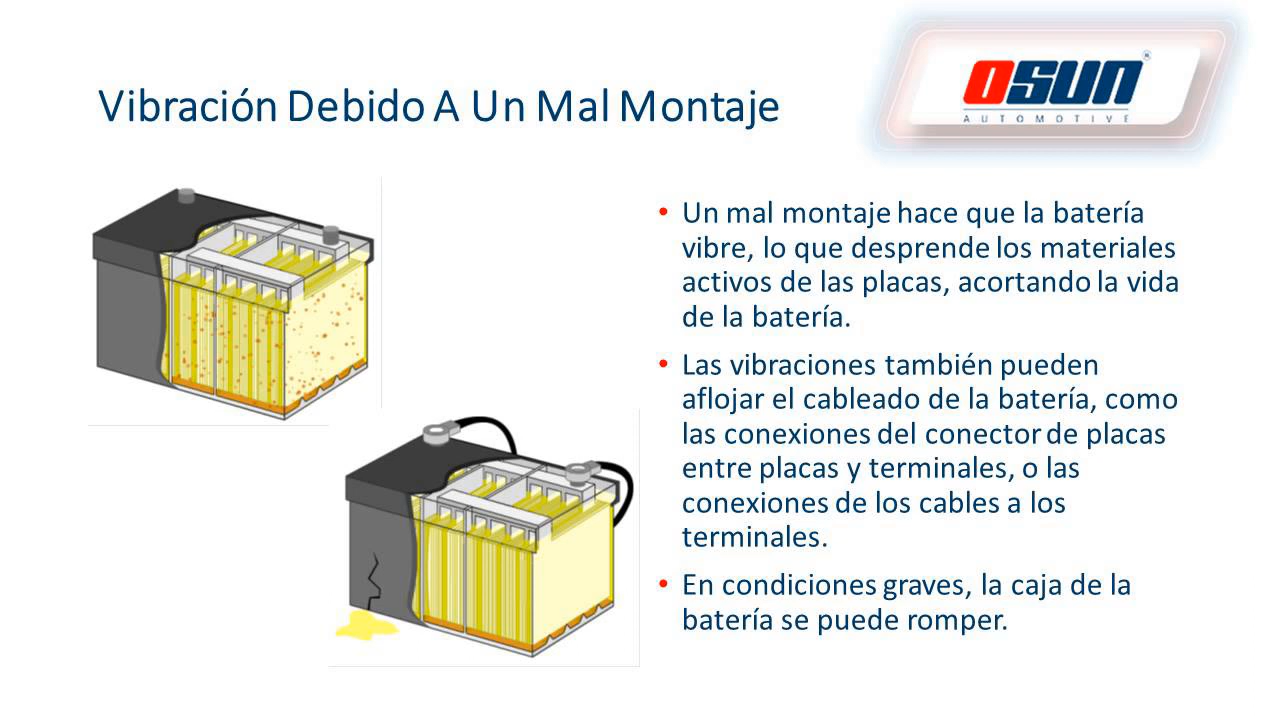 Vibración Debido A Un Mal Montaje
OSUN®
AUTOMOTIVE
• Un mal montaje hace que la batería
vibre, lo que desprende los materiales
activos de las placas, acortando la vida
de la batería.
• Las vibraciones también pueden
aflojar el cableado de la batería, como
las conexiones del conector de placas
entre placas y terminales, o las
conexiones de los cables a los
terminales.
• En condiciones graves, la caja de la
batería se puede romper.